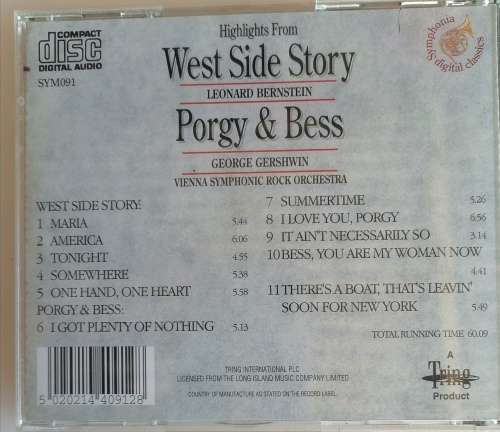 COMPACT
disc
DIGITAL AUDIO
SYM091
Highlights From
West Side Story
LEONARD BERNSTEIN
Porgy & Bess
GEORGE GERSHWIN
VIENNA SYMPHONIC ROCK ORCHESTRA
Symphonia
digital classics
WEST SIDE STORY:
1 MARIA 5.44
2 AMERICA 6.06
3 TONIGHT 4.55
4 SOMEWHERE 5.38
5 ONE HAND, ONE HEART 5.58
PORGY & BESS:
6 I GOT PLENTY OF NOTHING 5.13
7 SUMMERTIME 5.26
8 I LOVE YOU, PORGY 6.56
9 IT AIN'T NECESSARILY SO 3.14
10 BESS, YOU ARE MY WOMAN NOW
4.41
11 THERE'S A BOAT, THAT'S LEAVIN'
SOON FOR NEW YORK 5.49
TOTAL RUNNING TIME 60.09
5 020214 409128
TRING INTERNATIONAL PLC
LICENSED FROM THE LONG ISLAND MUSIC COMPANY LIMITED
COUNTRY OF MANUFACTURE AS STATED ON THE RECORD LABEL.
A
Tring
Product